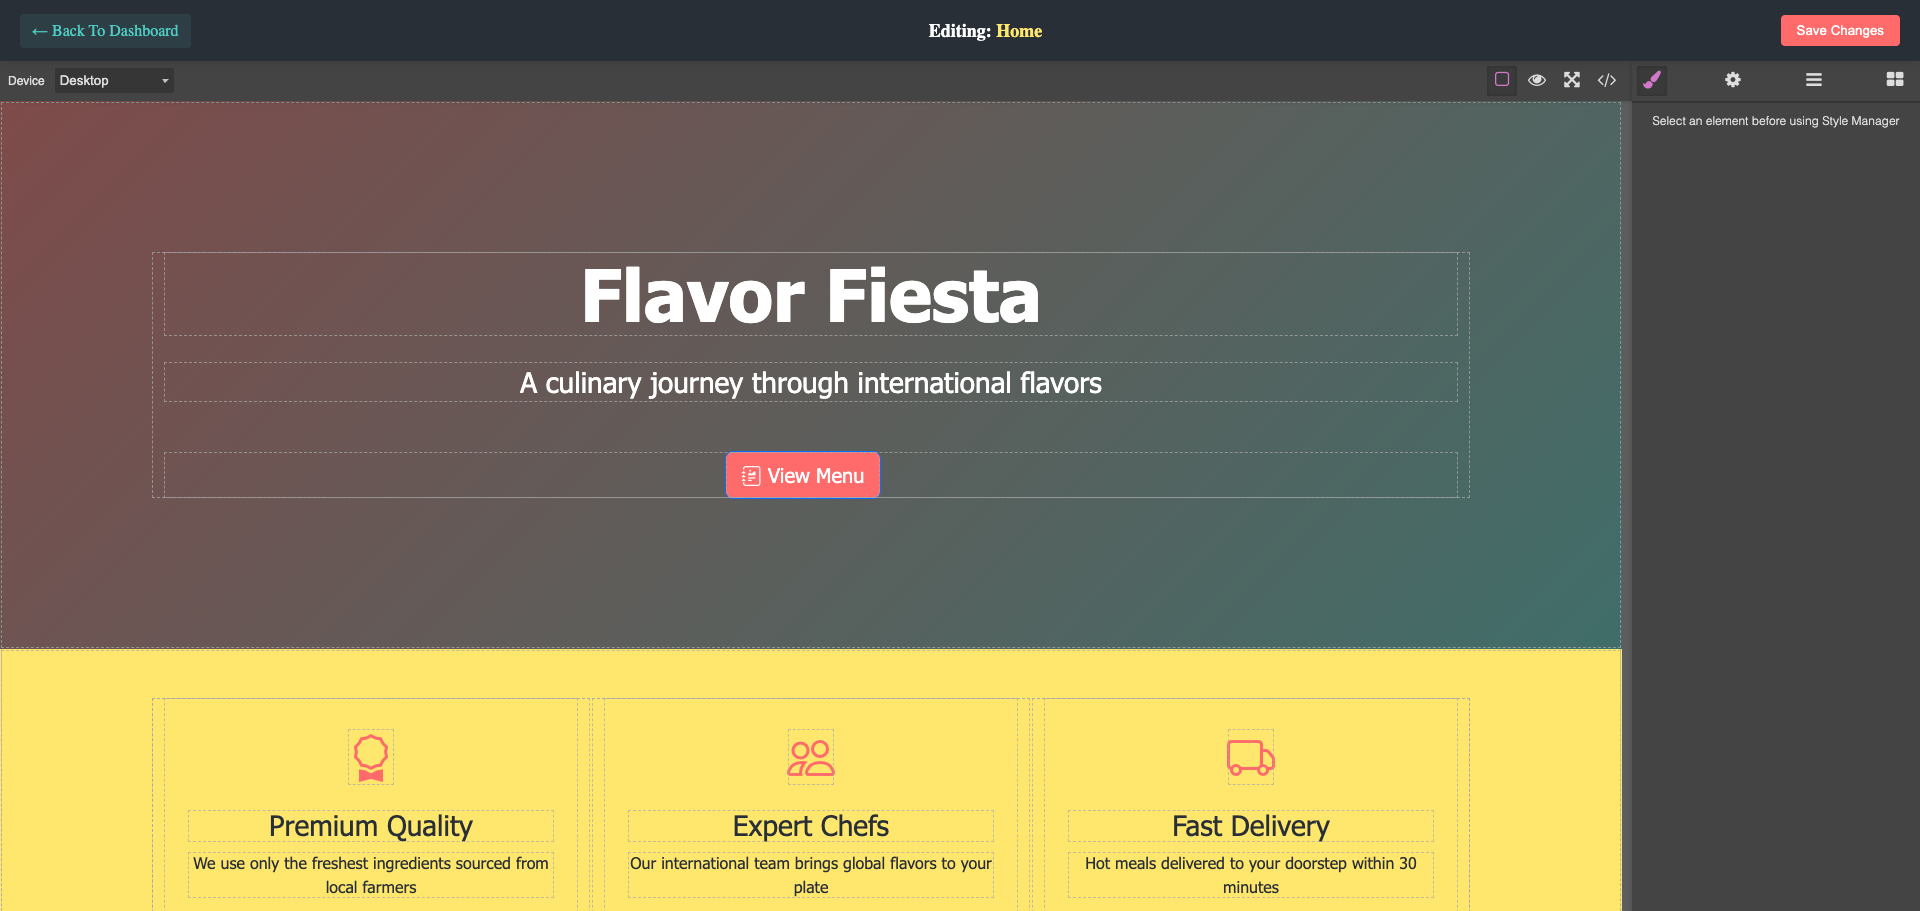 ← Back To Dashboard
Editing: Home
Save Changes
Device
Desktop
Select an element before using Style Manager
Flavor Fiesta
A culinary journey through international flavors
View Menu
Premium Quality
We use only the freshest ingredients sourced from
local farmers
Expert Chefs
Our international team brings global flavors to your
plate
Fast Delivery
Hot meals delivered to your doorstep within 30
minutes